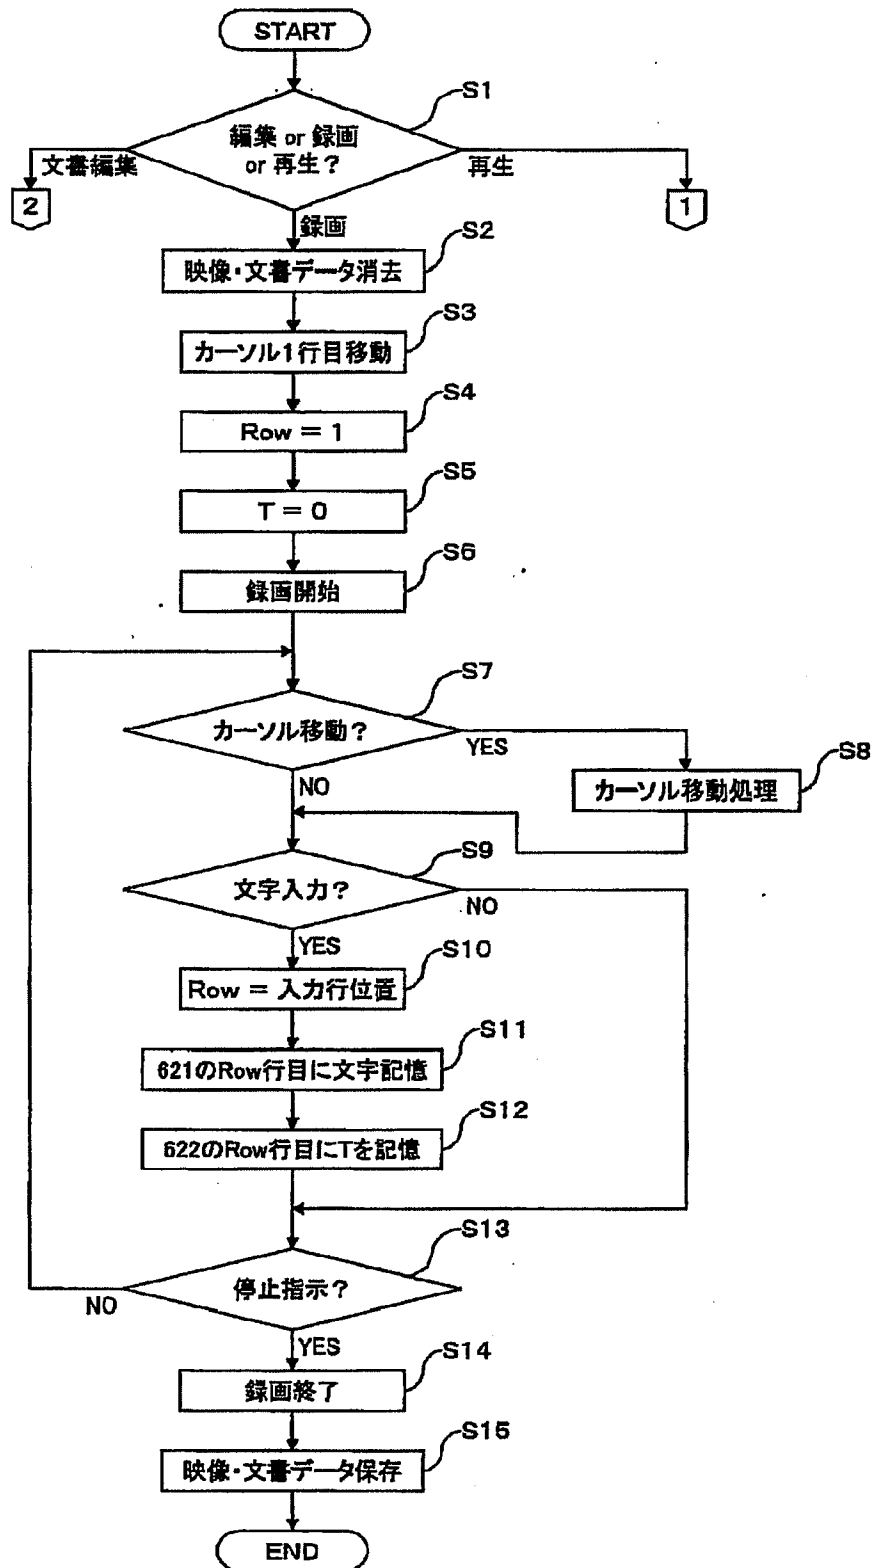 START
S1
編集 or 録画
or 再生？
文書編集
再生
2
1
録画
S2
映像・文書データ消去
S3
カーソル1行目移動
S4
Row = 1
S5
T = 0
S6
録画開始
S7
カーソル移動？
YES
S8
カーソル移動処理
NO
S9
文字入力？
NO
YES
S10
Row = 入力行位置
S11
621のRow行目に文字記憶
S12
622のRow行目にTを記憶
S13
停止指示？
NO
YES
S14
録画終了
S15
映像・文書データ保存
END